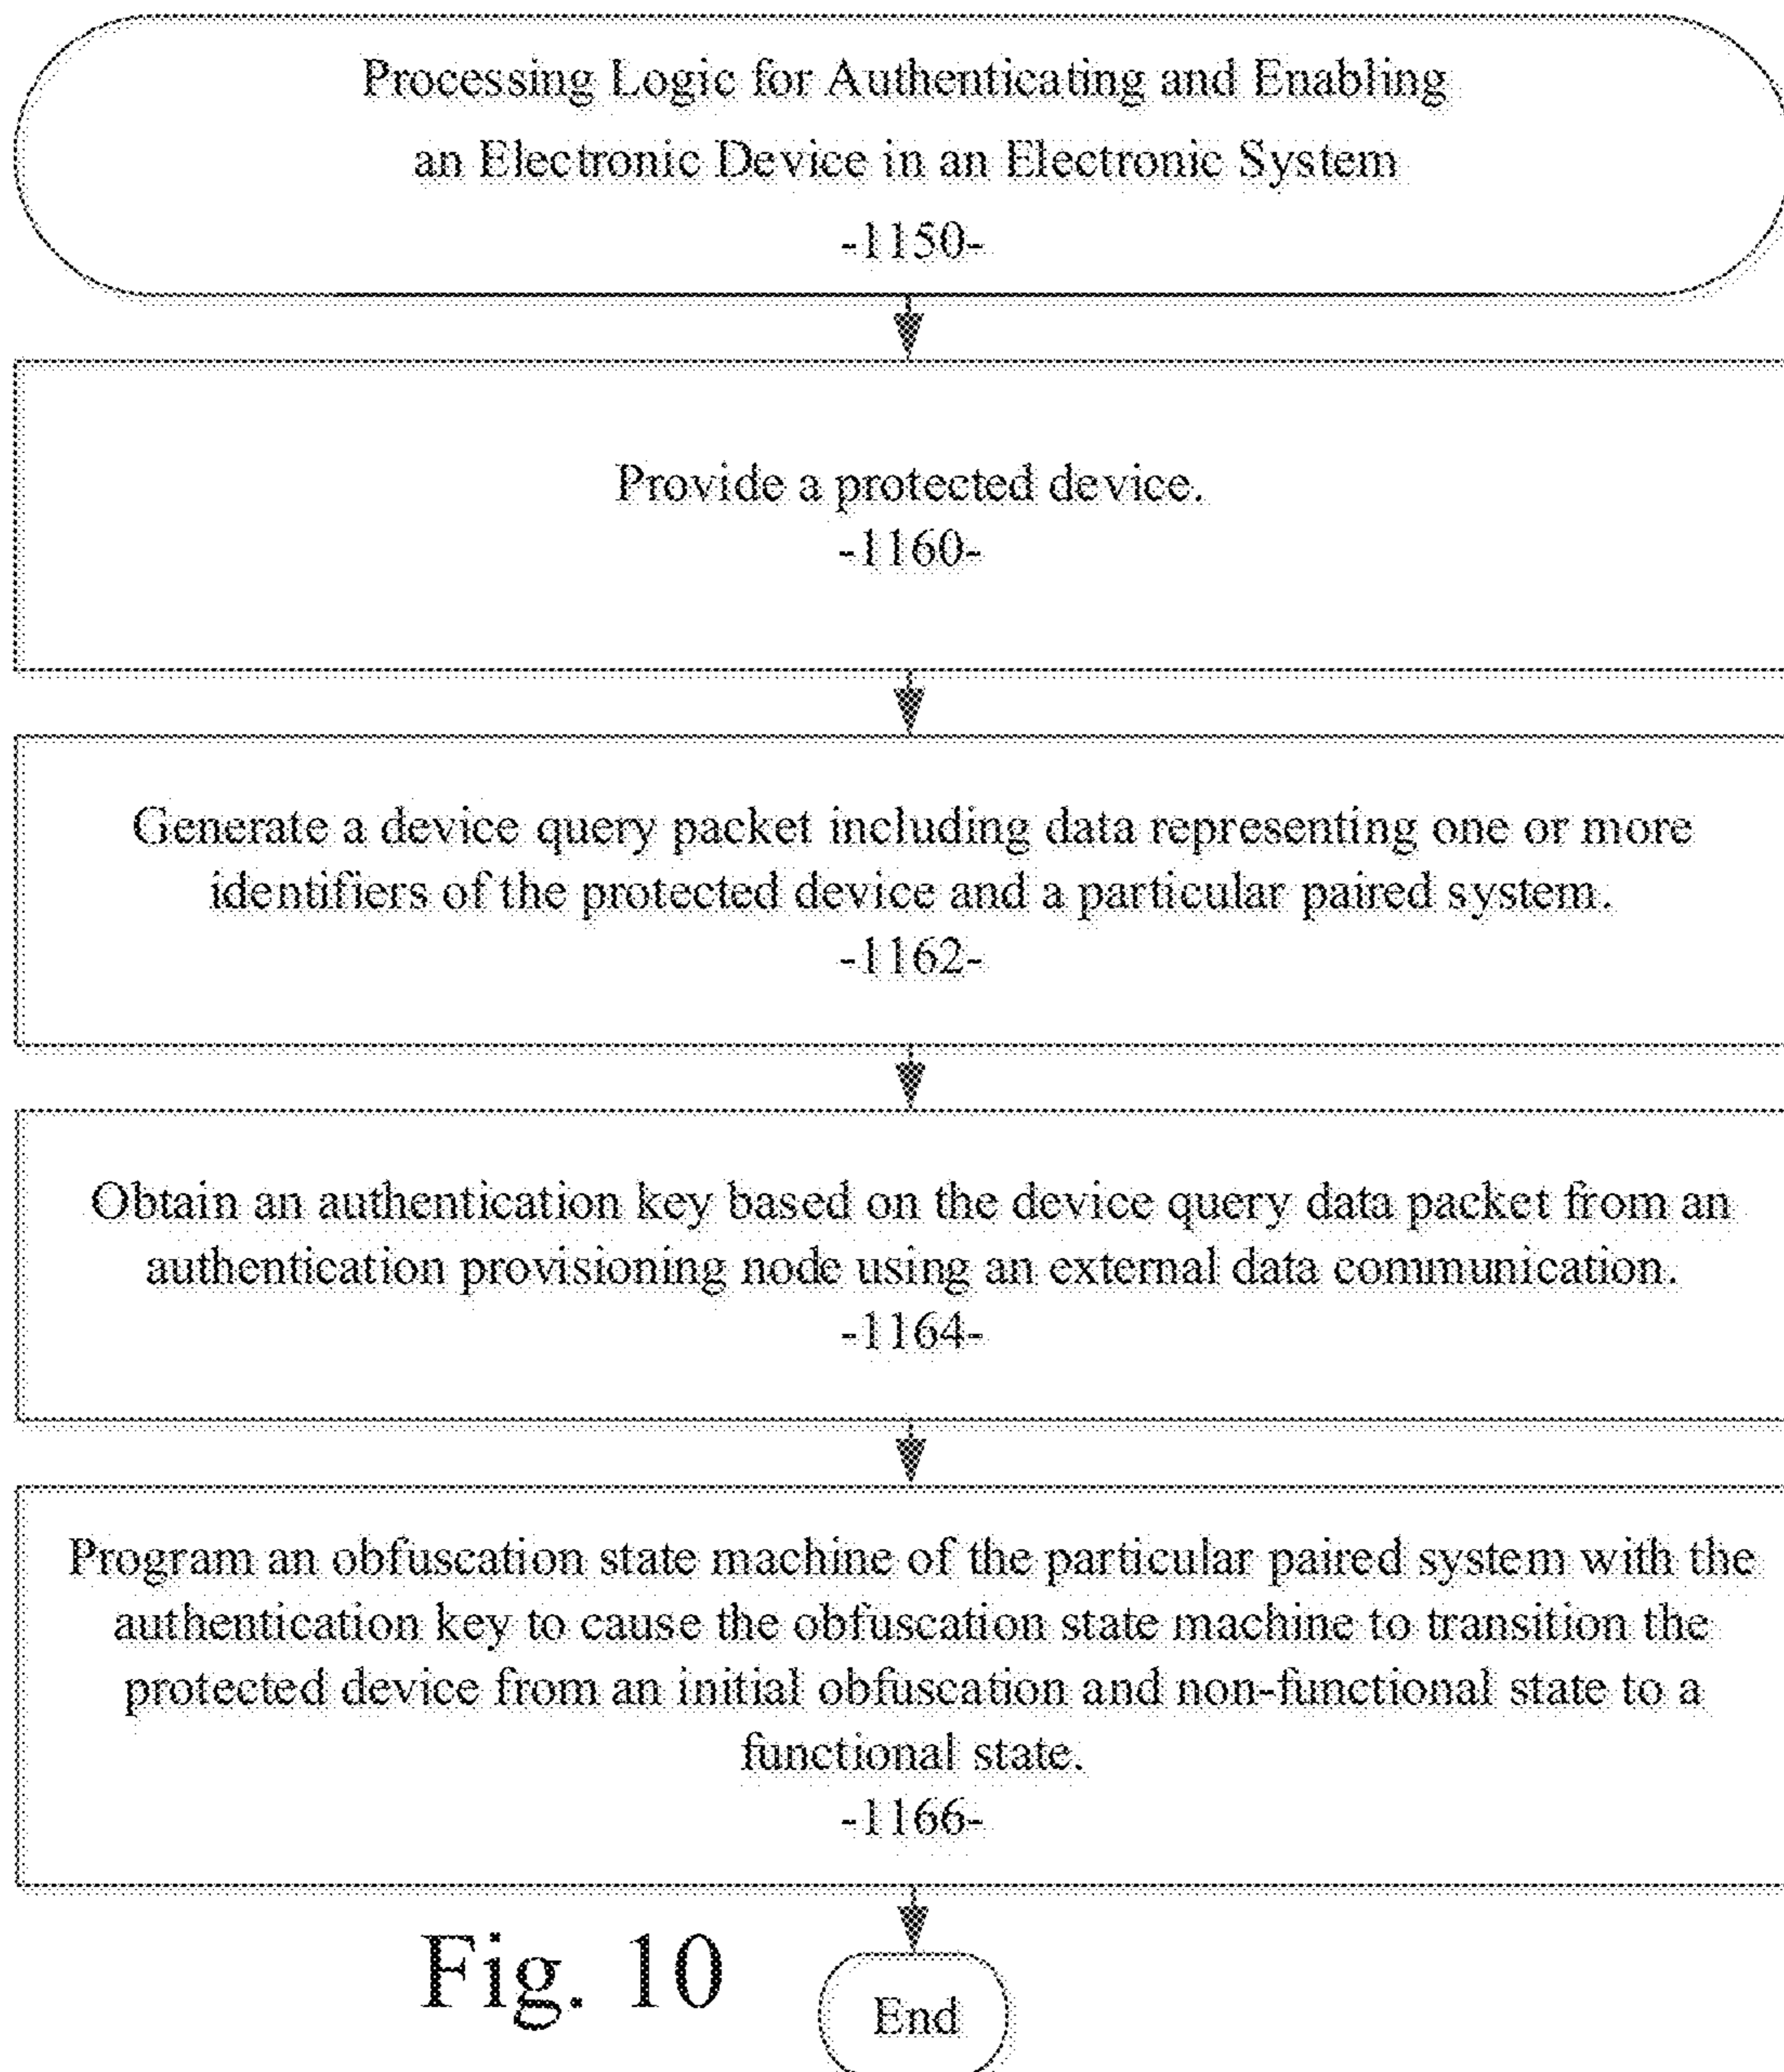 Processing Logic for Authenticating and Enabling
an Electronic Device in an Electronic System
-1150-
Provide a protected device.
-1160-
Generate a device query packet including data representing one or more
identifiers of the protected device and a particular paired system.
-1162-
Obtain an authentication key based on the device query data packet from an
authentication provisioning node using an external data communication.
-1164-
Program an obfuscation state machine of the particular paired system with the
authentication key to cause the obfuscation state machine to transition the
protected device from an initial obfuscation and non-functional state to a
functional state.
-1166-
Fig. 10
End